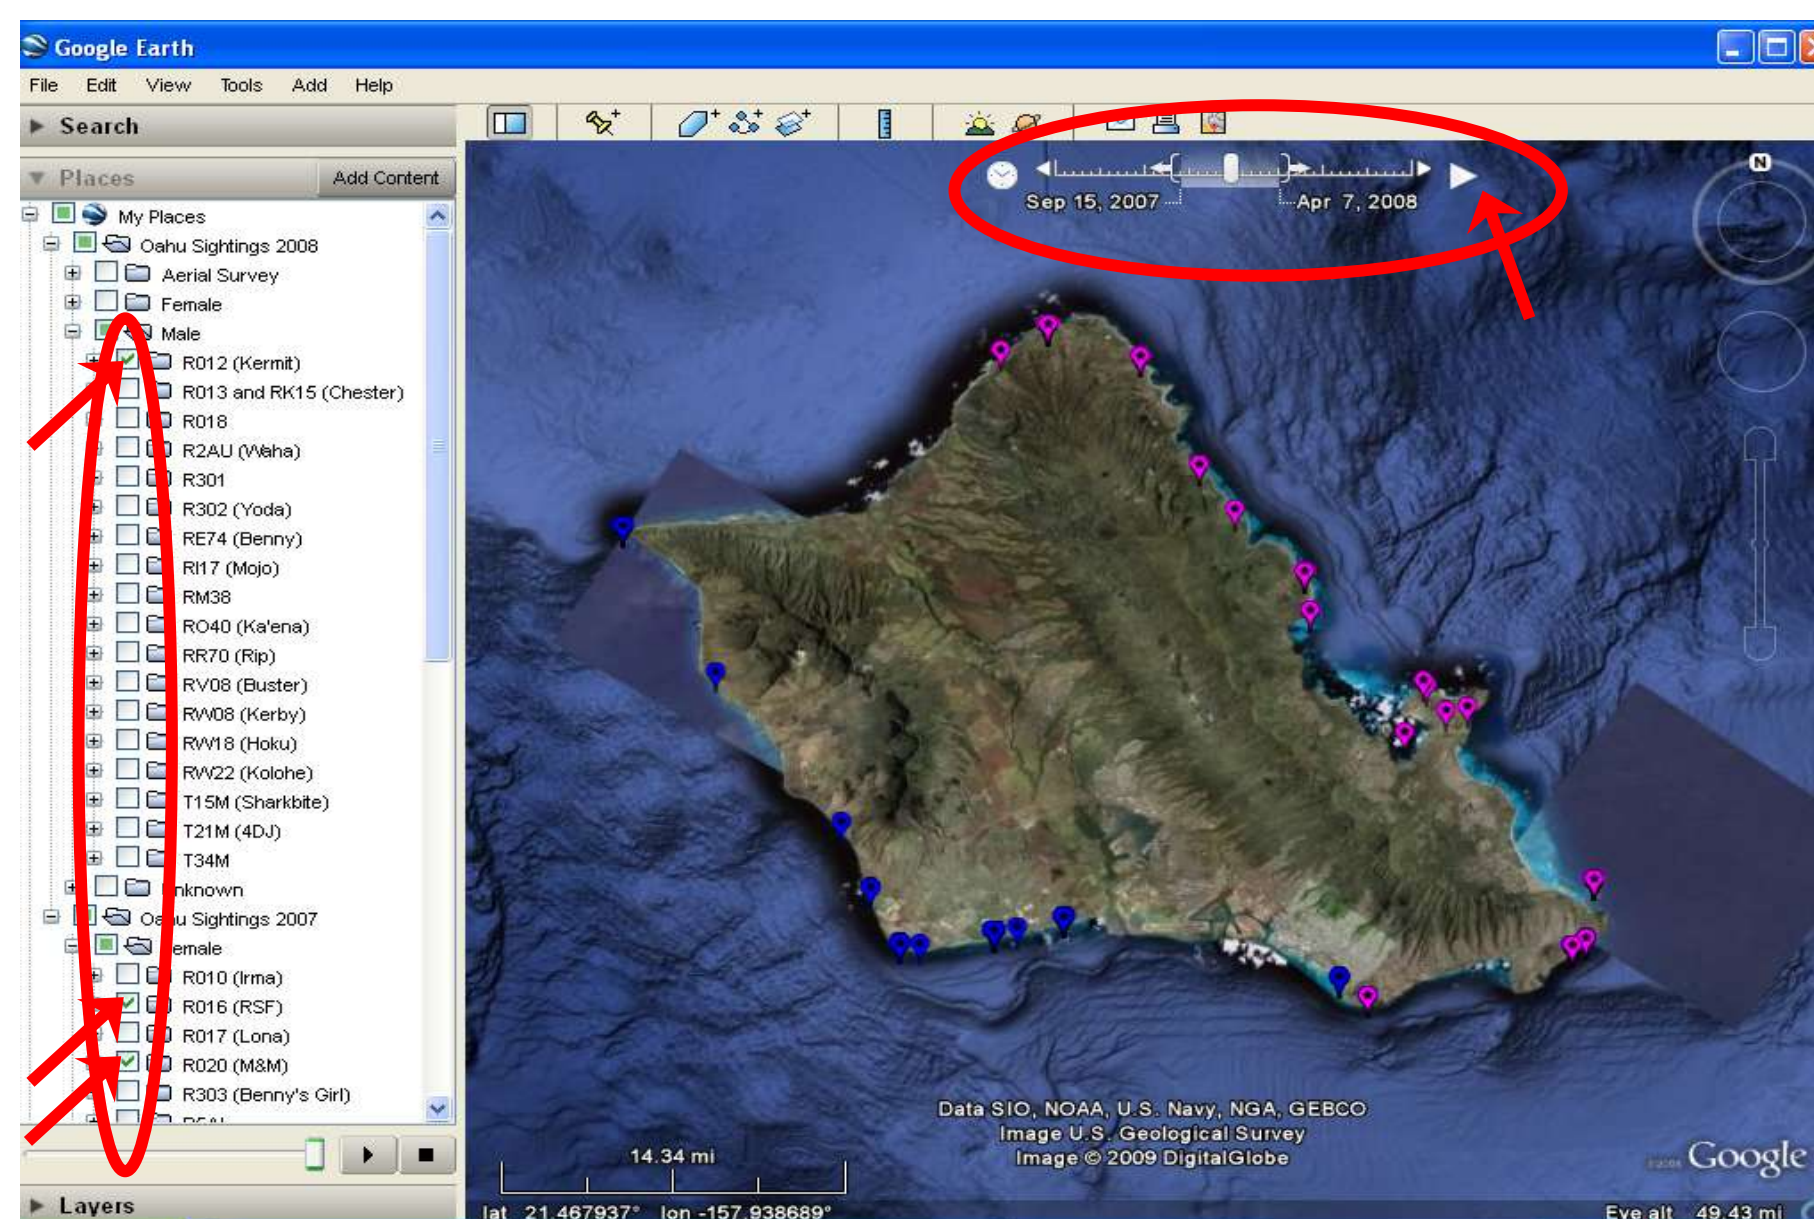 Google Earth
File Edit View Tools Add Help
Search
Places Add Content
My Places
Oahu Sightings 2008
Aerial Survey
Female
Male
R012 (Kermit)
R013 and RK15 (Chester)
R018
R2AU (Waha)
R301
R302 (Yoda)
RE74 (Benny)
RI17 (Mojo)
RM38
RO40 (Ka'ena)
RR70 (Rip)
RV08 (Buster)
RW08 (Kerby)
RW18 (Hoku)
RW22 (Kolohe)
T15M (Sharkbite)
T21M (4DJ)
T34M
nknown
Oahu Sightings 2007
emale
R010 (Irma)
R016 (RSF)
R017 (Lona)
R020 (M&M)
R303 (Benny's Girl)
Layers
Sep 15, 2007 Apr 7, 2008
N
Data SIO, NOAA, U.S. Navy, NGA, GEBCO
Image U.S. Geological Survey
Image © 2009 DigitalGlobe
14.34 mi
Google
lat 21.467937° lon -157.938689°
Eye alt 49.43 mi